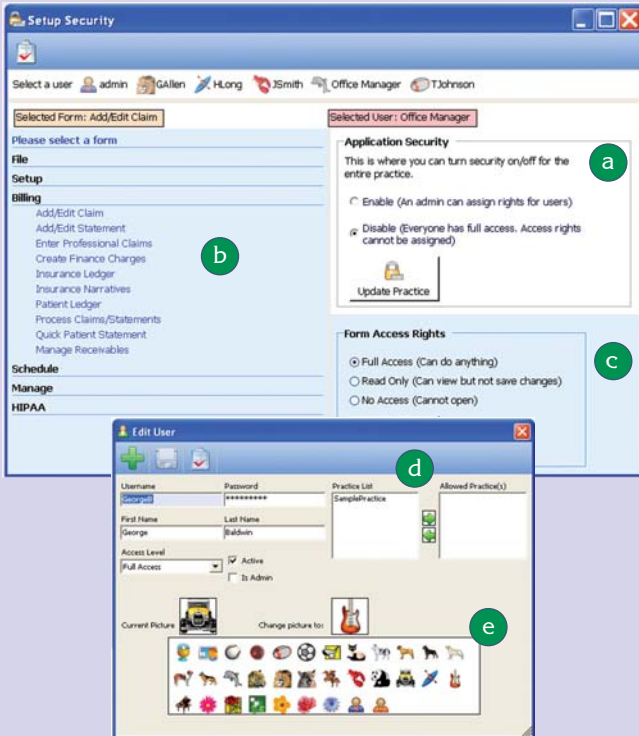 Setup Security
Select a user admin GAllen HLong JSmith Office Manager TJohnson
Selected Form: Add/Edit Claim
Please select a form
File
Setup
Billing
Add/Edit Claim
Add/Edit Statement
Enter Professional Claims
Create Finance Charges
Insurance Ledger
Insurance Narratives
Patient Ledger
Process Claims/Statements
Quick Patient Statement
Manage Receivables
Schedule
Manage
HIPAA
b
Selected User: Office Manager
Application Security
This is where you can turn security on/off for the
entire practice.
a
Enable (An admin can assign rights for users)
Disable (Everyone has full access. Access rights
cannot be assigned)
Update Practice
Form Access Rights
c
Full Access (Can do anything)
Read Only (Can view but not save changes)
No Access (Cannot open)
Edit User
d
Username Password Practice List Allowed Practice(s)
GeorgeB ********* SamplePractice
First Name Last Name
George Baldwin
Access Level
Full Access Active
Is Admin
Current Picture Change picture to:
e